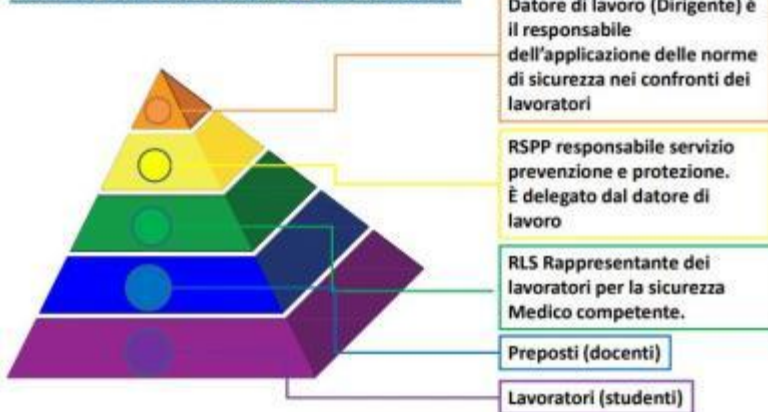 Datore di lavoro (Dirigente) è
il responsabile
dell'applicazione delle norme
di sicurezza nei confronti dei
lavoratori
RSPP responsabile servizio
prevenzione e protezione.
È delegato dal datore di
lavoro
RLS Rappresentante dei
lavoratori per la sicurezza
Medico competente.
Preposti (docenti)
Lavoratori (studenti)